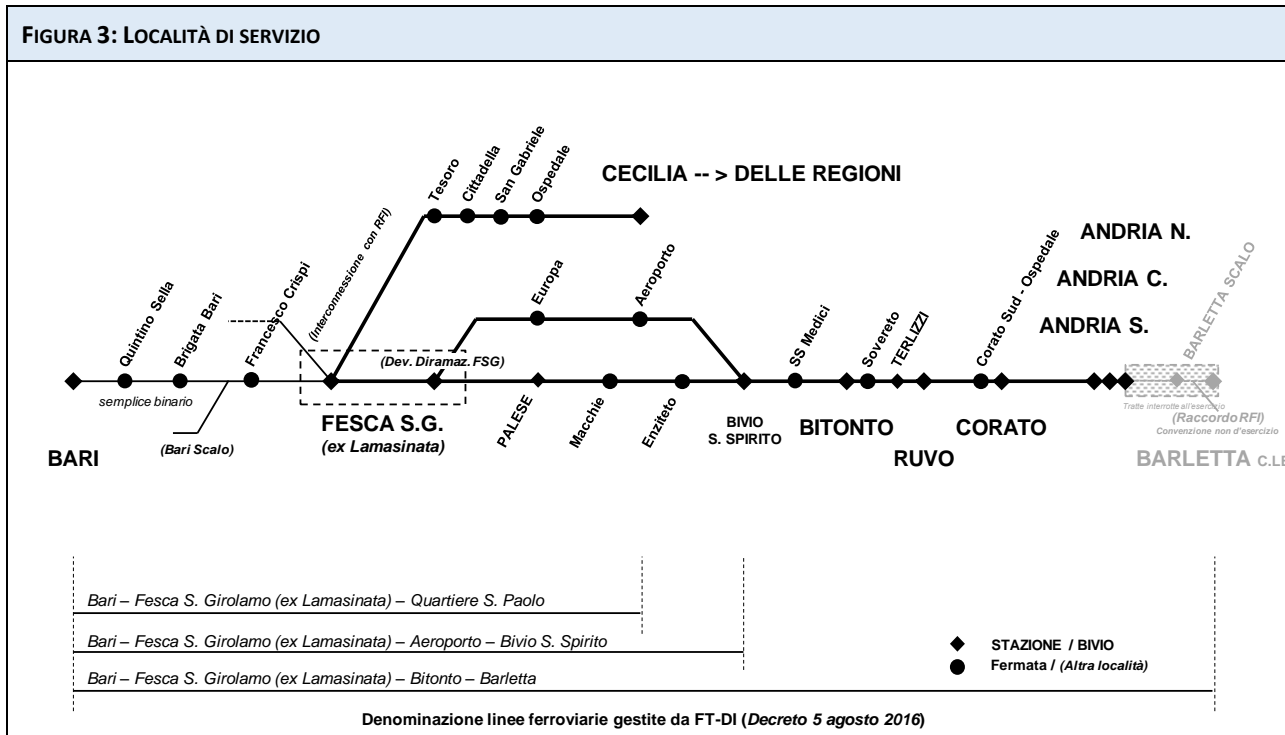 FIGURA 3: LOCALITÀ DI SERVIZIO
Tesoro
Cittadella
San Gabriele
Ospedale
CECILIA -- > DELLE REGIONI
(Interconnessione con RFI)
Quintino Sella
Brigata Bari
Francesco Crispi
Europa
Aeroporto
SS Medici
Sovereto
TERLIZZI
Corato Sud - Ospedale
ANDRIA N.
ANDRIA C.
ANDRIA S.
BARLETTA SCALO
(Dev. Diramaz. FSG)
semplice binario
(Bari Scalo)
BARI
FESCA S.G.
(ex Lamasinata)
PALESE
Macchie
Enziteto
BIVIO
S. SPIRITO
BITONTO
RUVO
CORATO
Tratte interrotte all'esercizio
(Raccordo RFI)
Convenzione non d'esercizio
BARLETTA C.LE
Bari – Fesca S. Girolamo (ex Lamasinata) – Quartiere S. Paolo
Bari – Fesca S. Girolamo (ex Lamasinata) – Aeroporto – Bivio S. Spirito
Bari – Fesca S. Girolamo (ex Lamasinata) – Bitonto – Barletta
STAZIONE / BIVIO
Fermata / (Altra località)
Denominazione linee ferroviarie gestite da FT-DI (Decreto 5 agosto 2016)